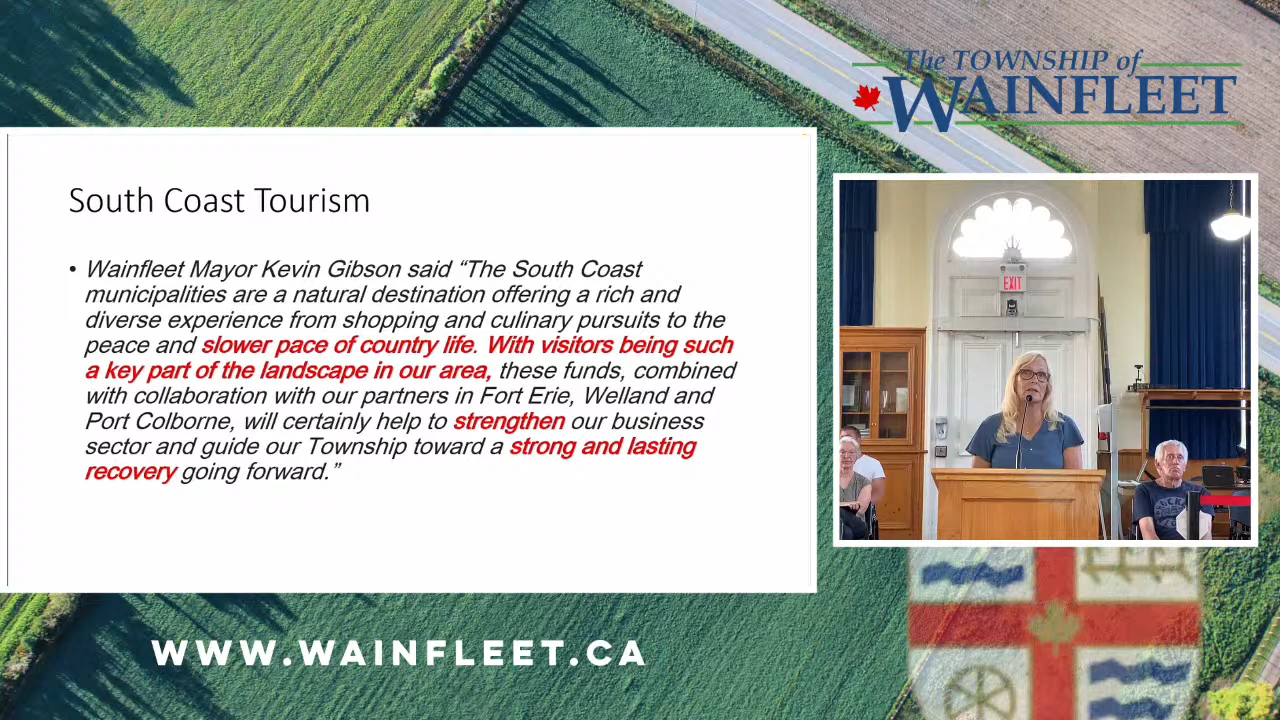 The TOWNSHIP of
WAINFLEET
South Coast Tourism
• Wainfleet Mayor Kevin Gibson said “The South Coast
municipalities are a natural destination offering a rich and
diverse experience from shopping and culinary pursuits to the
peace and slower pace of country life. With visitors being such
a key part of the landscape in our area, these funds, combined
with collaboration with our partners in Fort Erie, Welland and
Port Colborne, will certainly help to strengthen our business
sector and guide our Township toward a strong and lasting
recovery going forward.”
EXIT
WWW.WAINFLEET.CA